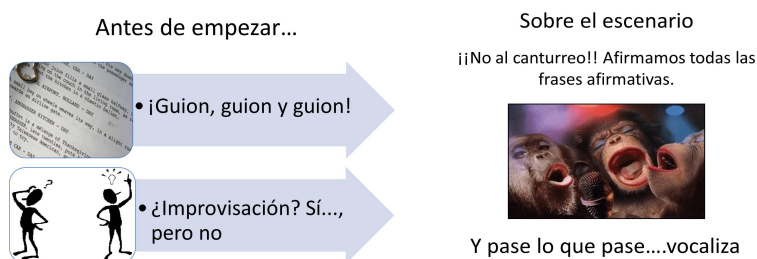 Antes de empezar...
• ¡Guion, guion y guion!
• ¿Improvisación? Sí...,
pero no
Sobre el escenario
¡¡No al canturreo!! Afirmamos todas las
frases afirmativas.
Y pase lo que pase....vocaliza